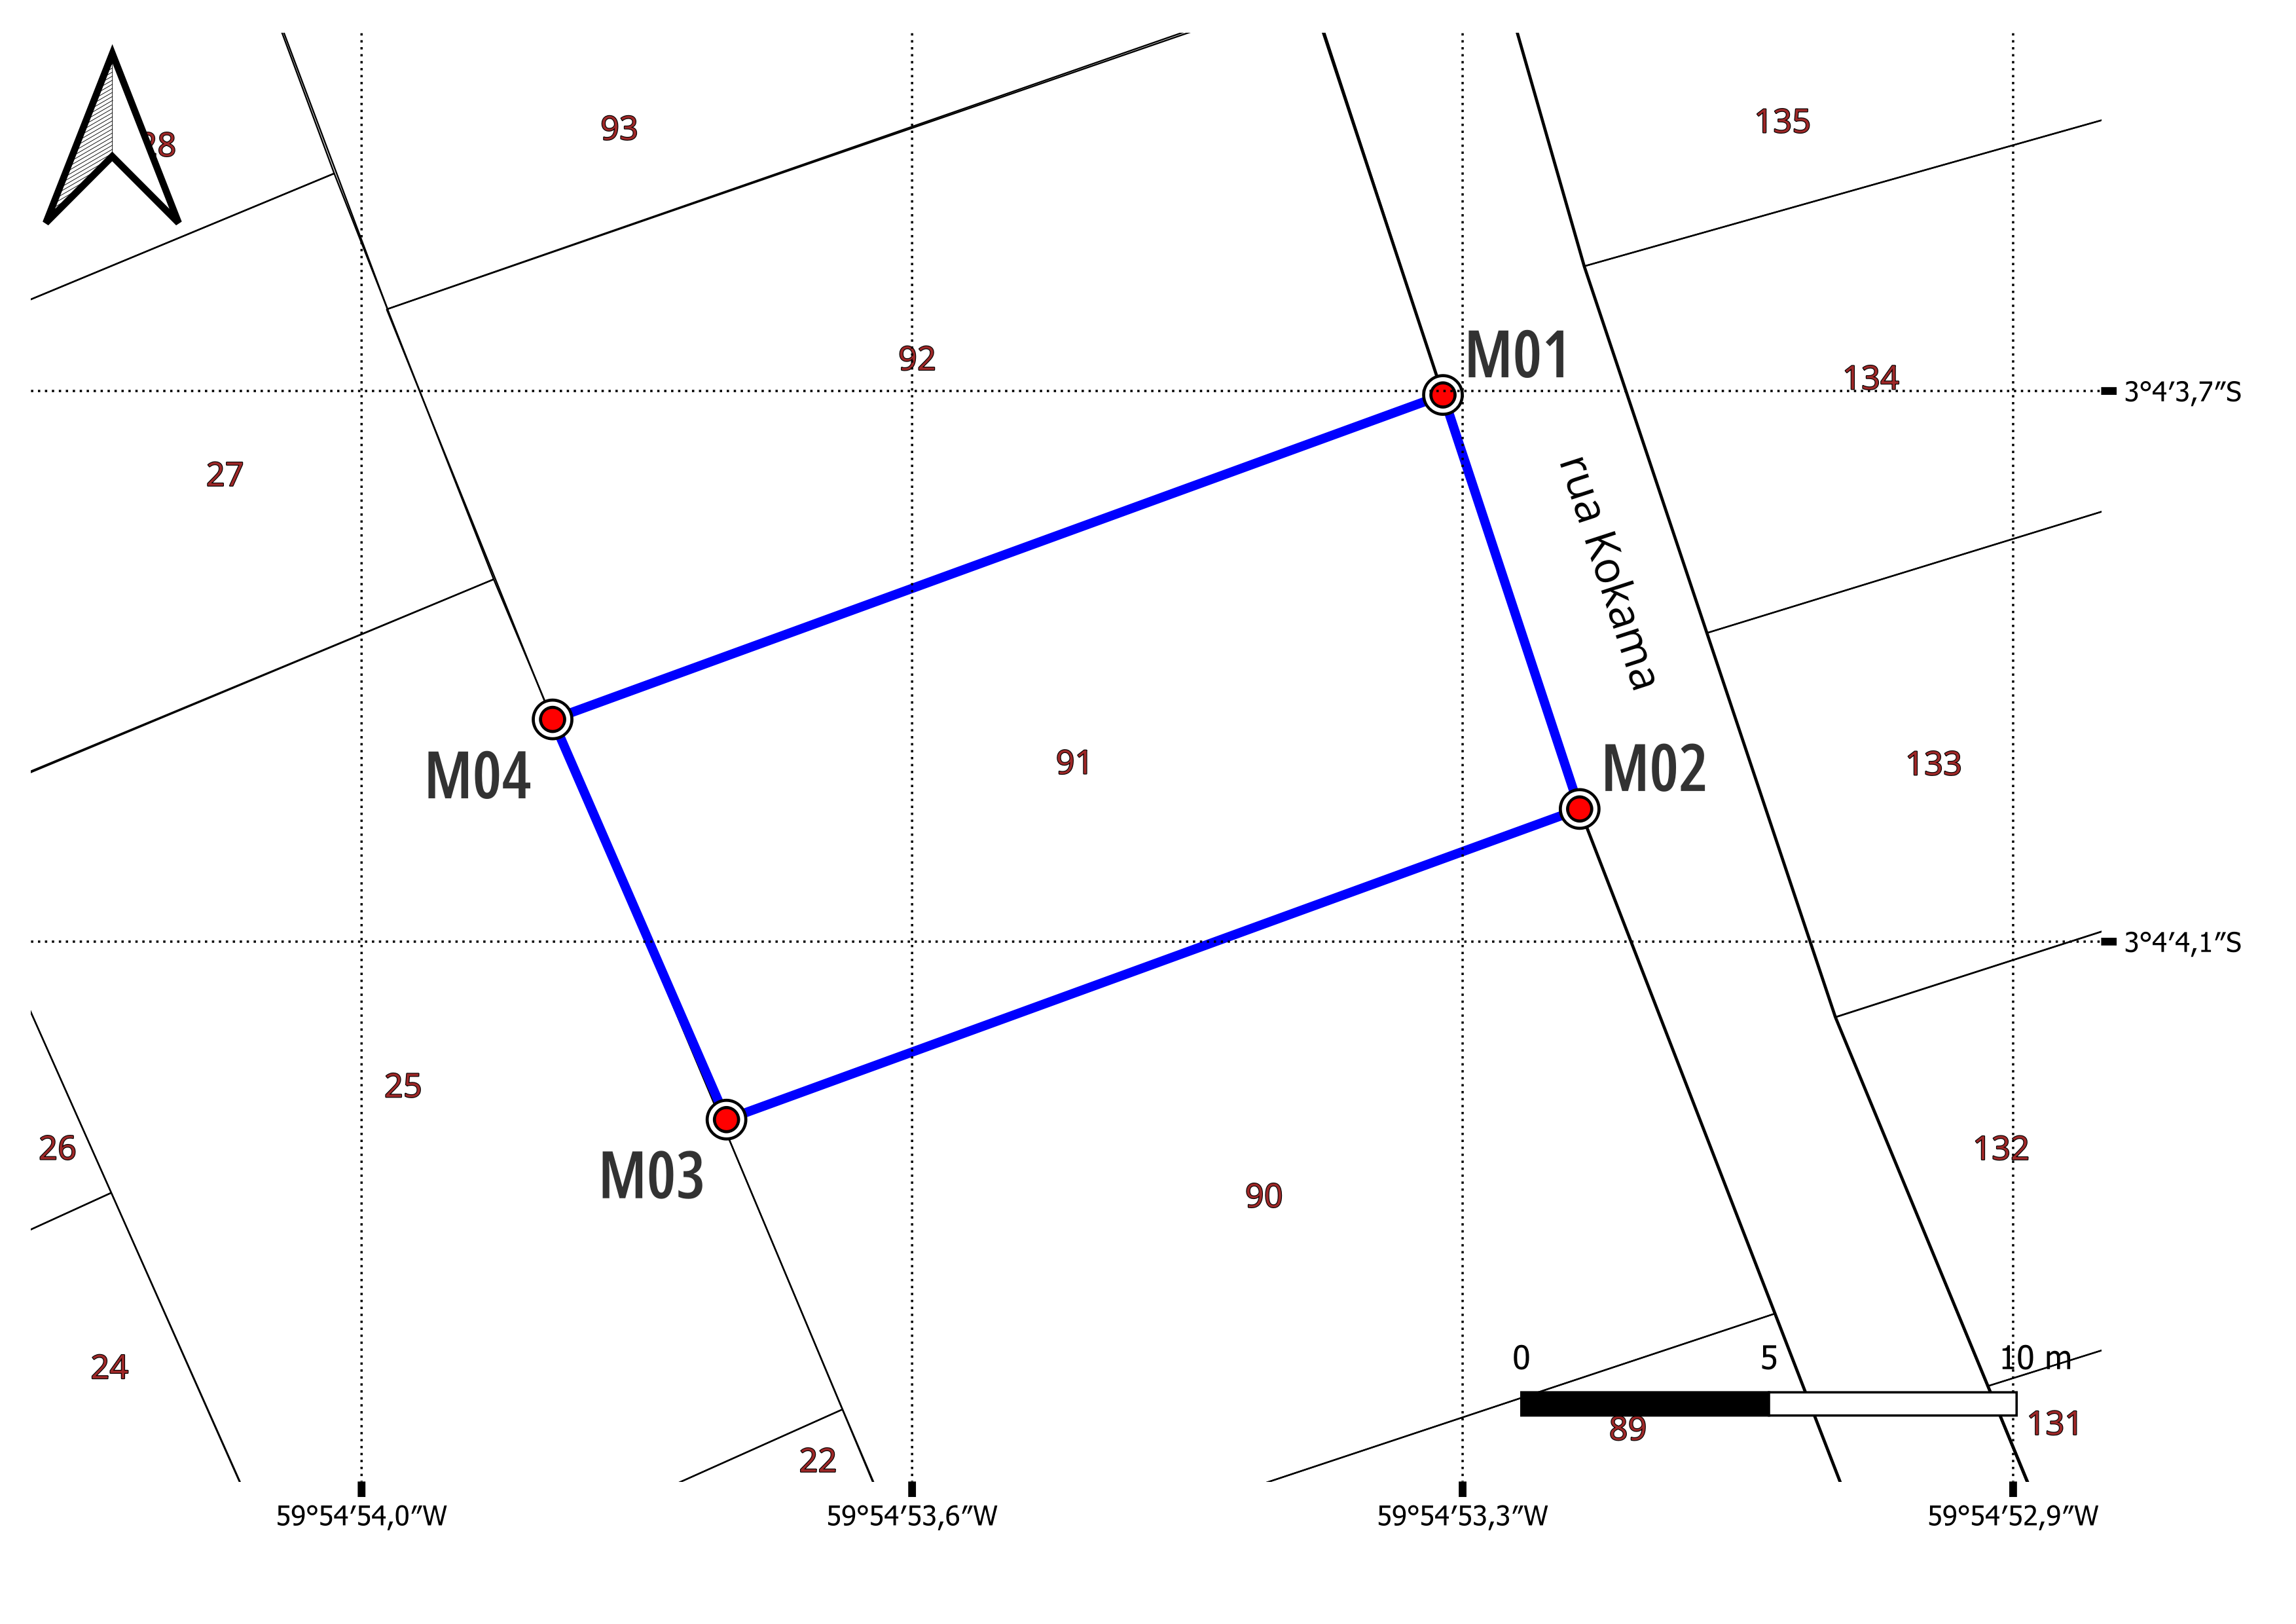 93
135
28
M01
92
134
3°4′3,7″S
27
rua Kokama
M04
91
M02
133
3°4′4,1″S
25
26
M03
90
132
24
0 5 10 m
89
131
22
59°54′54,0″W 59°54′53,6″W 59°54′53,3″W 59°54′52,9″W